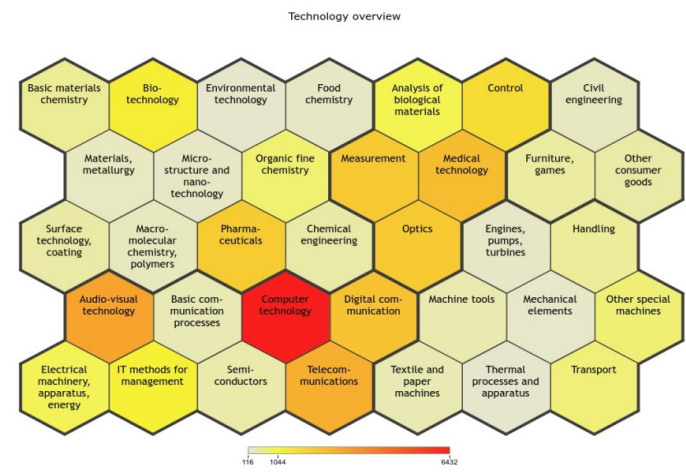 Technology overview
Basic materials
chemistry
Bio-
technology
Environmental
technology
Food
chemistry
Analysis of
biological
materials
Control
Civil
engineering
Materials,
metallurgy
Micro-
structure and
nano-
technology
Organic fine
chemistry
Measurement
Medical
technology
Furniture,
games
Other
consumer
goods
Surface
technology,
coating
Macro-
molecular
chemistry,
polymers
Pharma-
ceuticals
Chemical
engineering
Optics
Engines,
pumps,
turbines
Handling
Audio-visual
technology
Basic com-
munication
processes
Computer
technology
Digital com-
munication
Machine tools
Mechanical
elements
Other special
machines
Electrical
machinery,
apparatus,
energy
IT methods for
management
Semi-
conductors
Telecom-
munications
Textile and
paper
machines
Thermal
processes and
apparatus
Transport
116 1044 6432